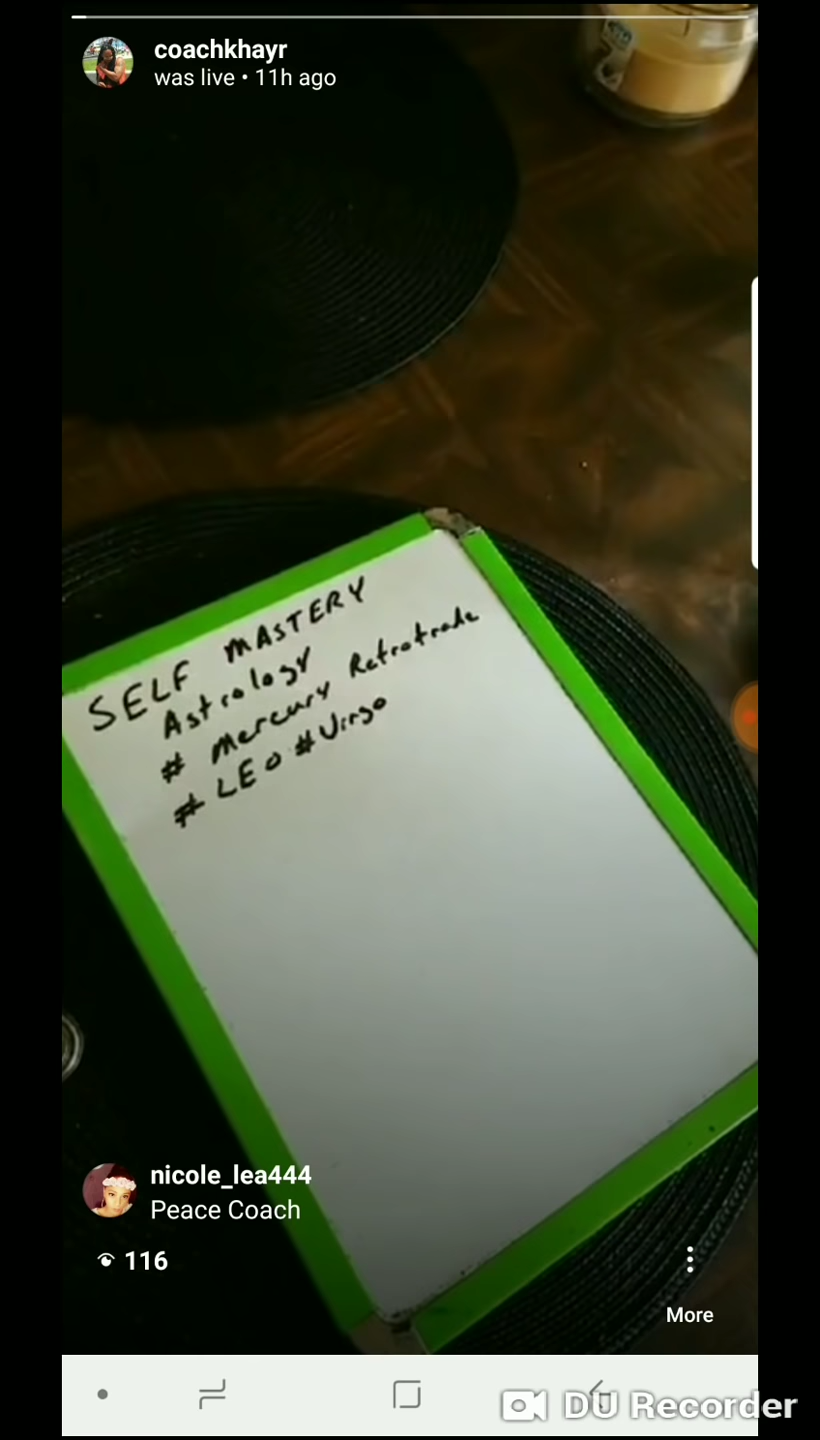 coachkhayr
was live • 11h ago
SELF MASTERY
Astrology
# Mercury Retrotrade
# LEO #Virgo
nicole_lea444
Peace Coach
116
More
DU Recorder